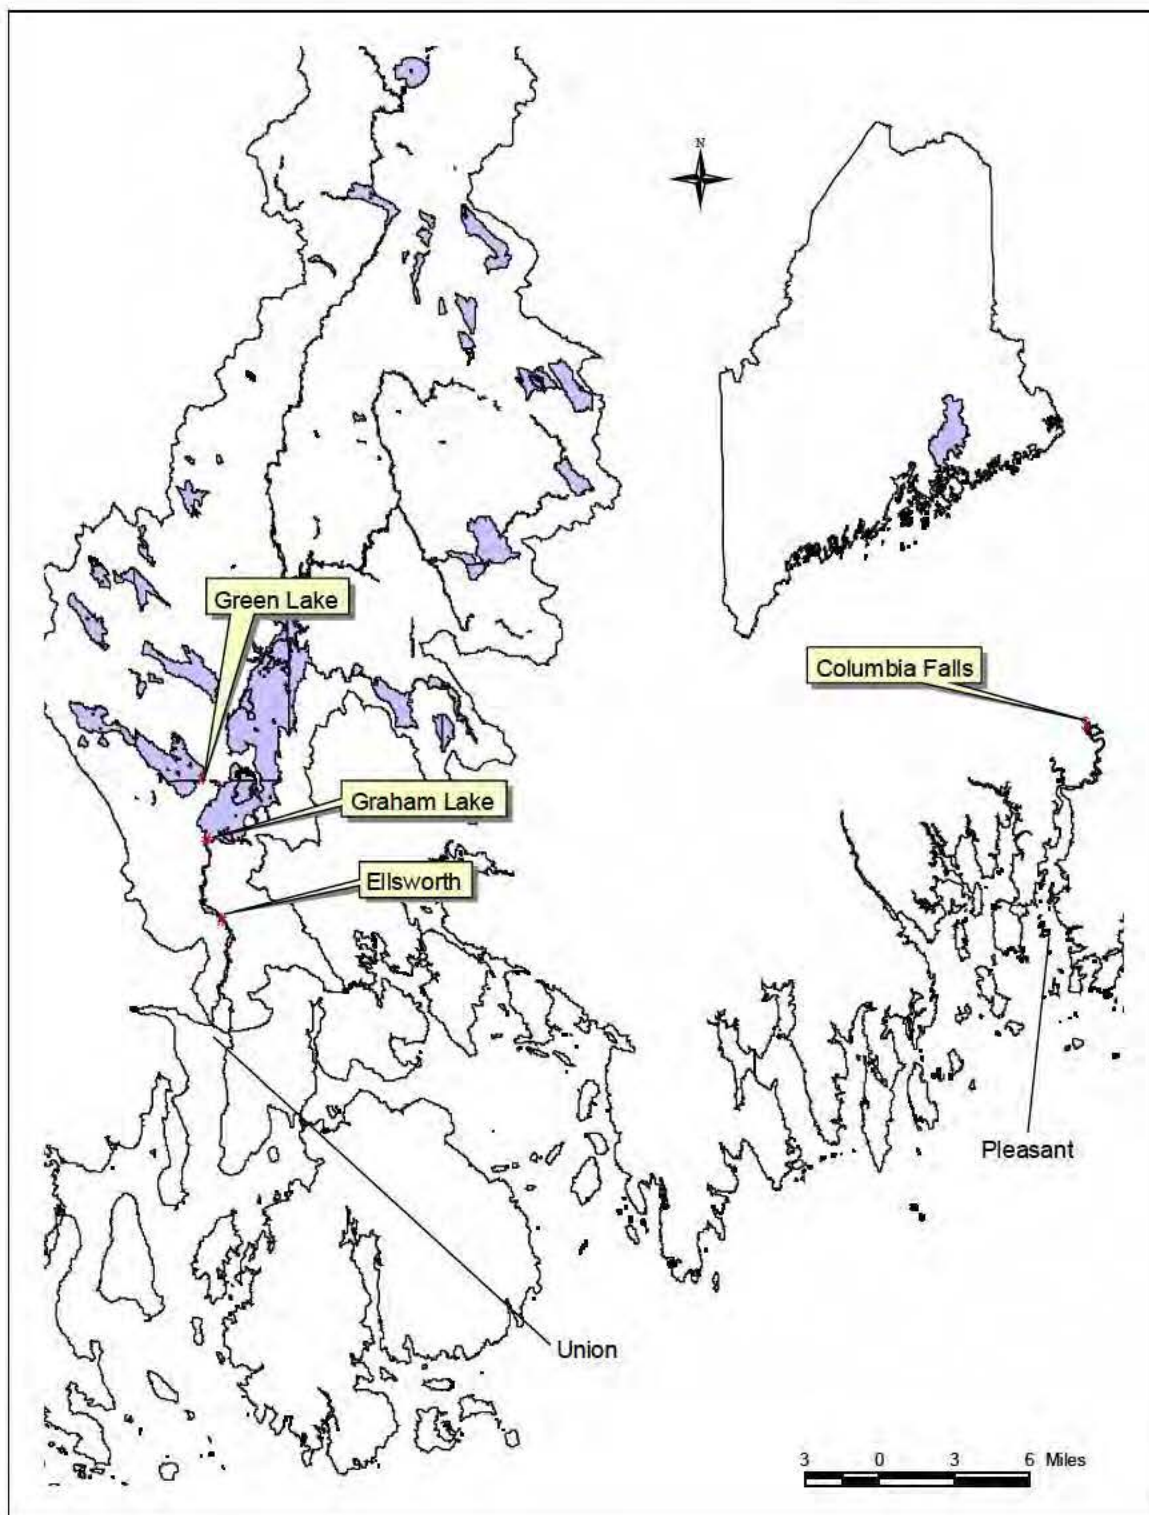 N
Green Lake
Columbia Falls
Graham Lake
Ellsworth
Pleasant
Union
3 0 3 6 Miles